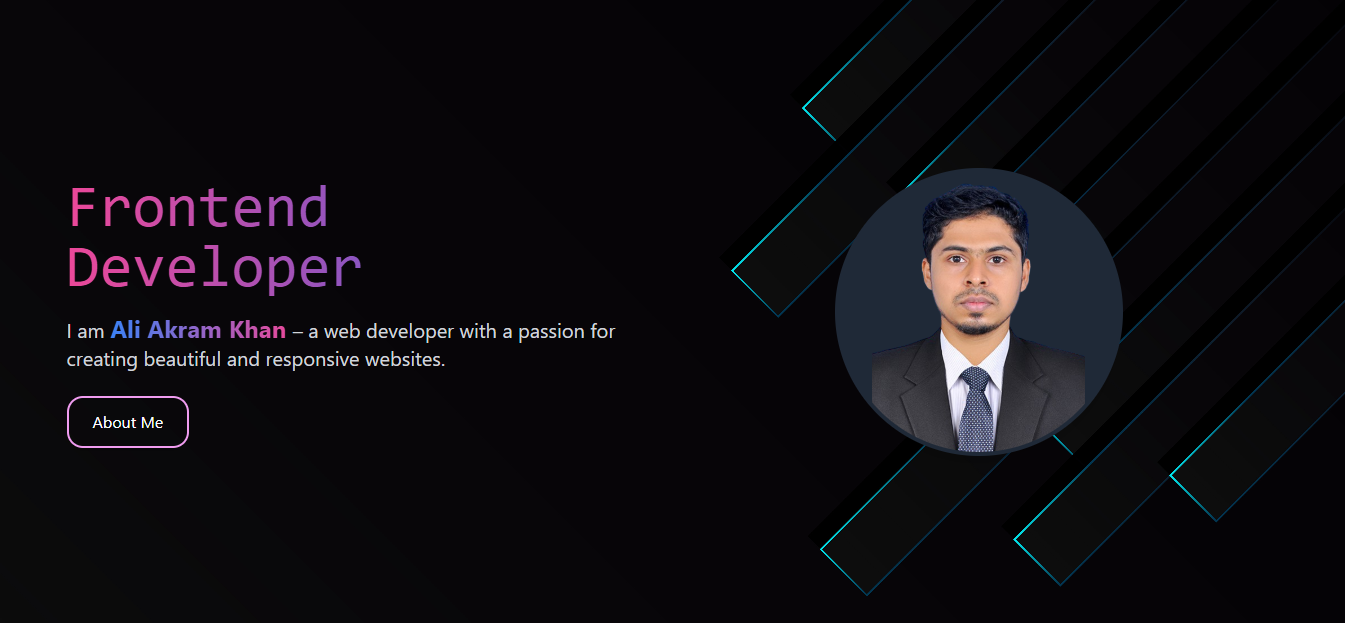 Frontend
Developer
I am Ali Akram Khan – a web developer with a passion for
creating beautiful and responsive websites.
About Me